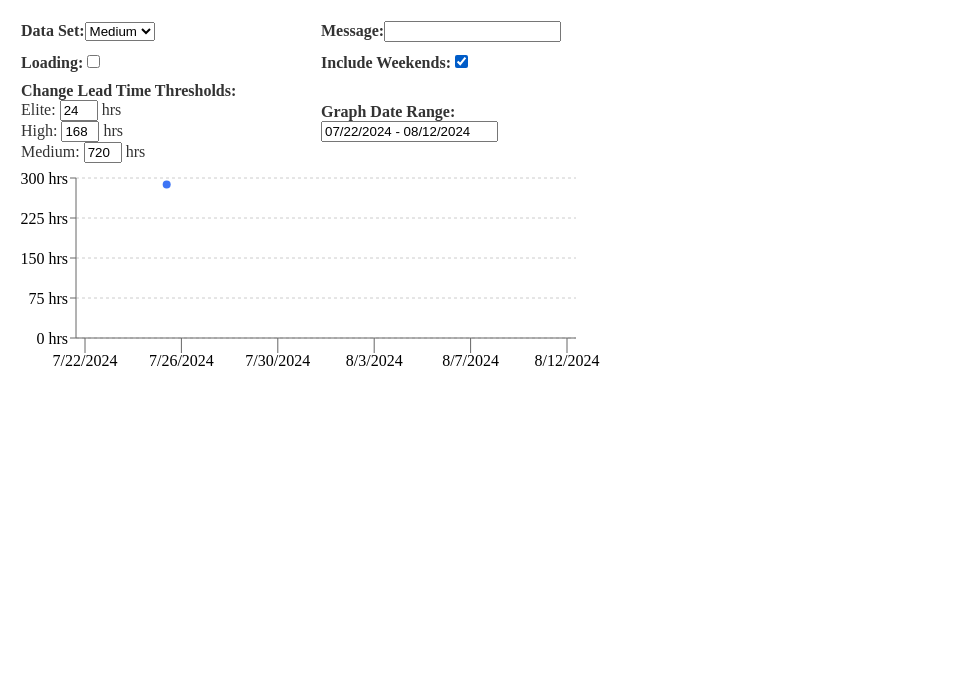 Data Set: Medium
Message:
Loading:
Include Weekends:
Change Lead Time Thresholds:
Elite: 24 hrs
High: 168 hrs
Medium: 720 hrs
Graph Date Range:
07/22/2024 - 08/12/2024
300 hrs
225 hrs
150 hrs
75 hrs
0 hrs
7/22/2024 7/26/2024 7/30/2024 8/3/2024 8/7/2024 8/12/2024